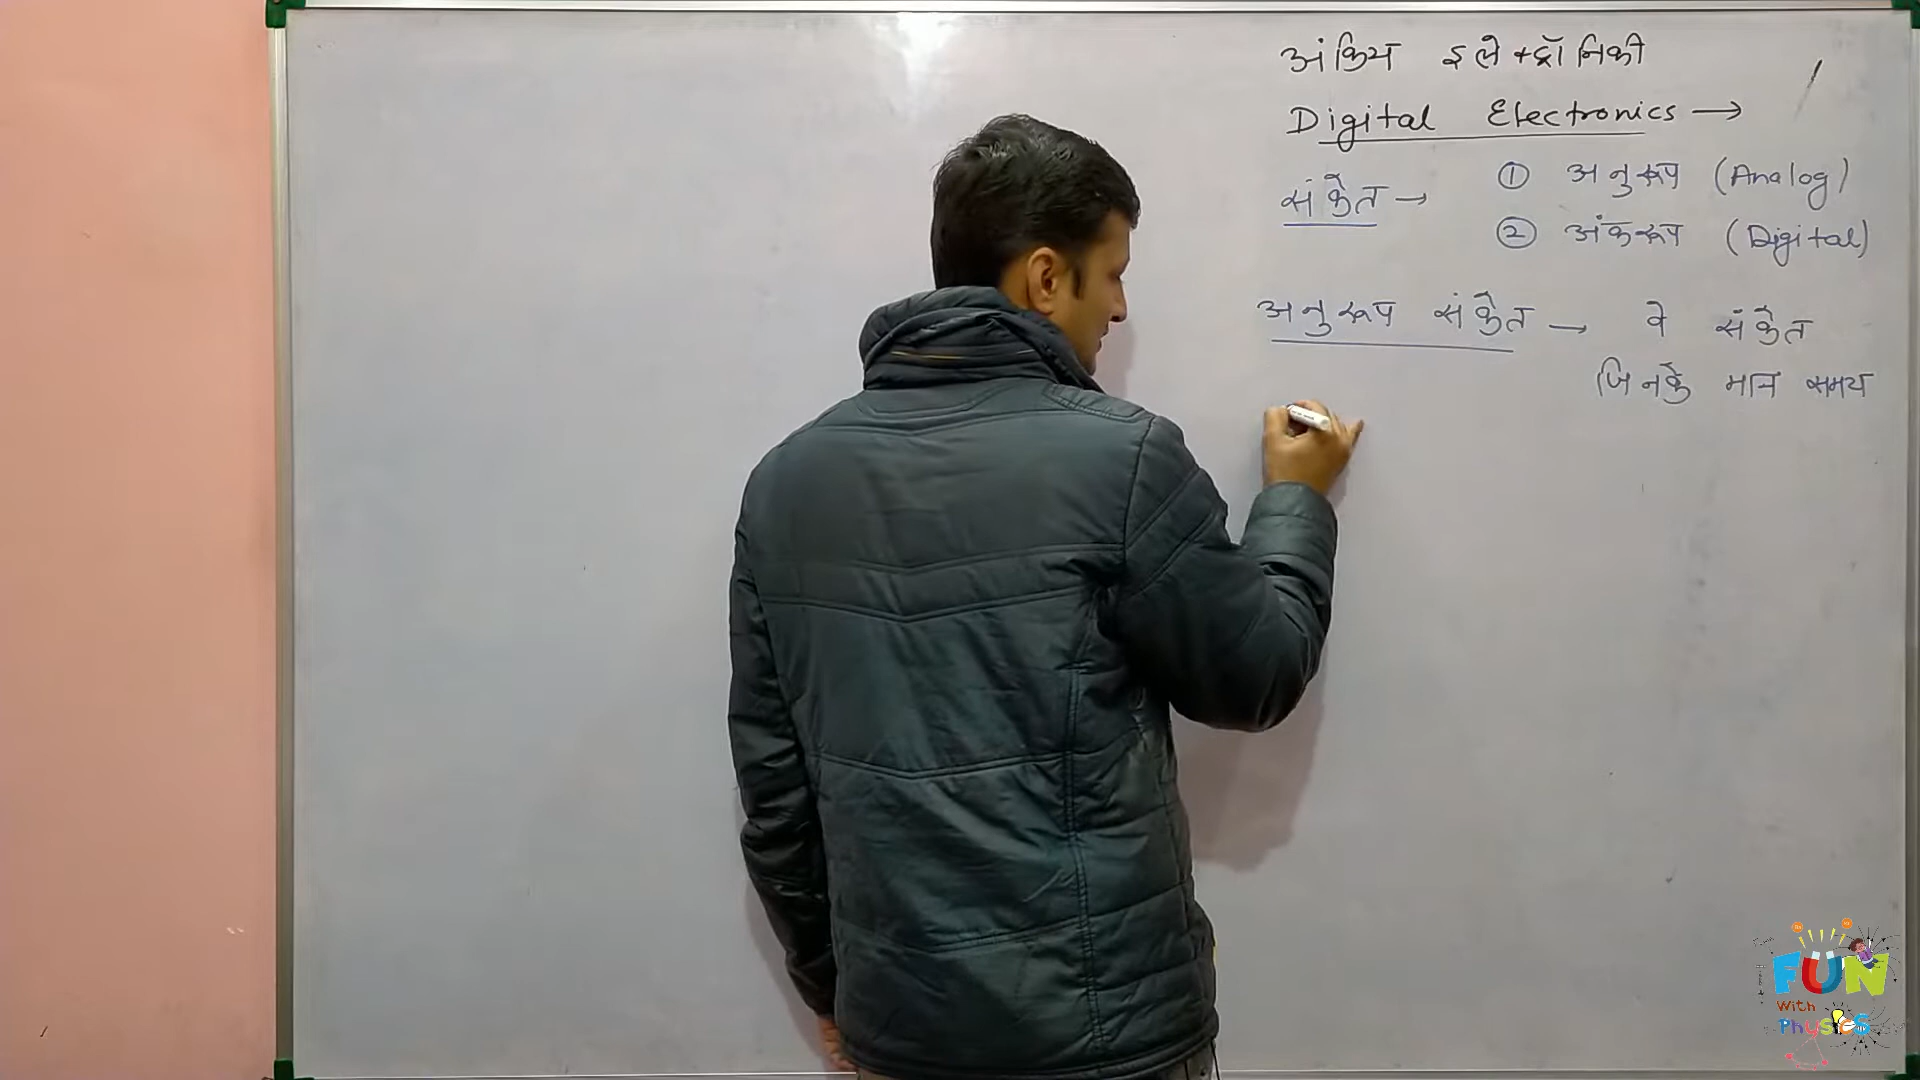 अंकिय इलेक्ट्रॉनिकी
Digital Electronics →
संकेत → ① अनुरूप (Analog)
② अंकरूप (Digital)
अनुरूप संकेत → वे संकेत
जिनके मान समय
FUN
With
Physics